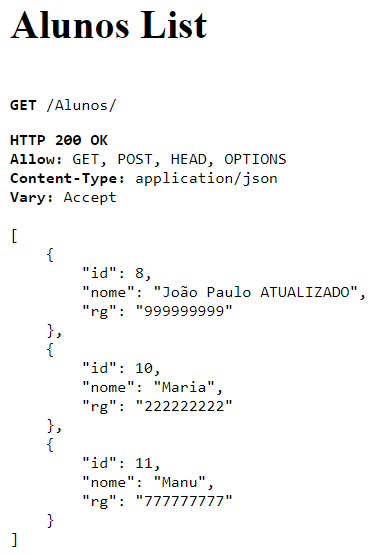 Alunos List
GET /Alunos/
HTTP 200 OK
Allow: GET, POST, HEAD, OPTIONS
Content-Type: application/json
Vary: Accept
[
    {
        "id": 8,
        "nome": "João Paulo ATUALIZADO",
        "rg": "999999999"
    },
    {
        "id": 10,
        "nome": "Maria",
        "rg": "222222222"
    },
    {
        "id": 11,
        "nome": "Manu",
        "rg": "777777777"
    }
]